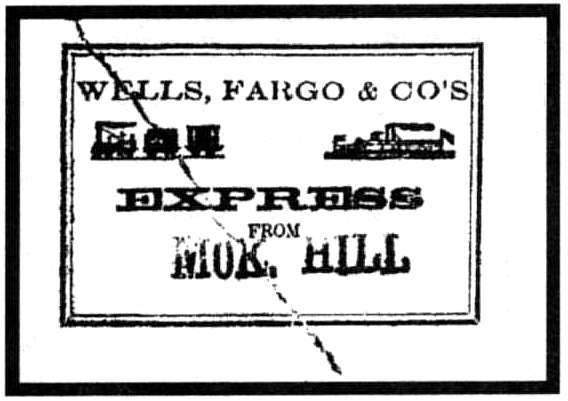 WELLS, FARGO & CO'S
EXPRESS
FROM
MOK. HILL